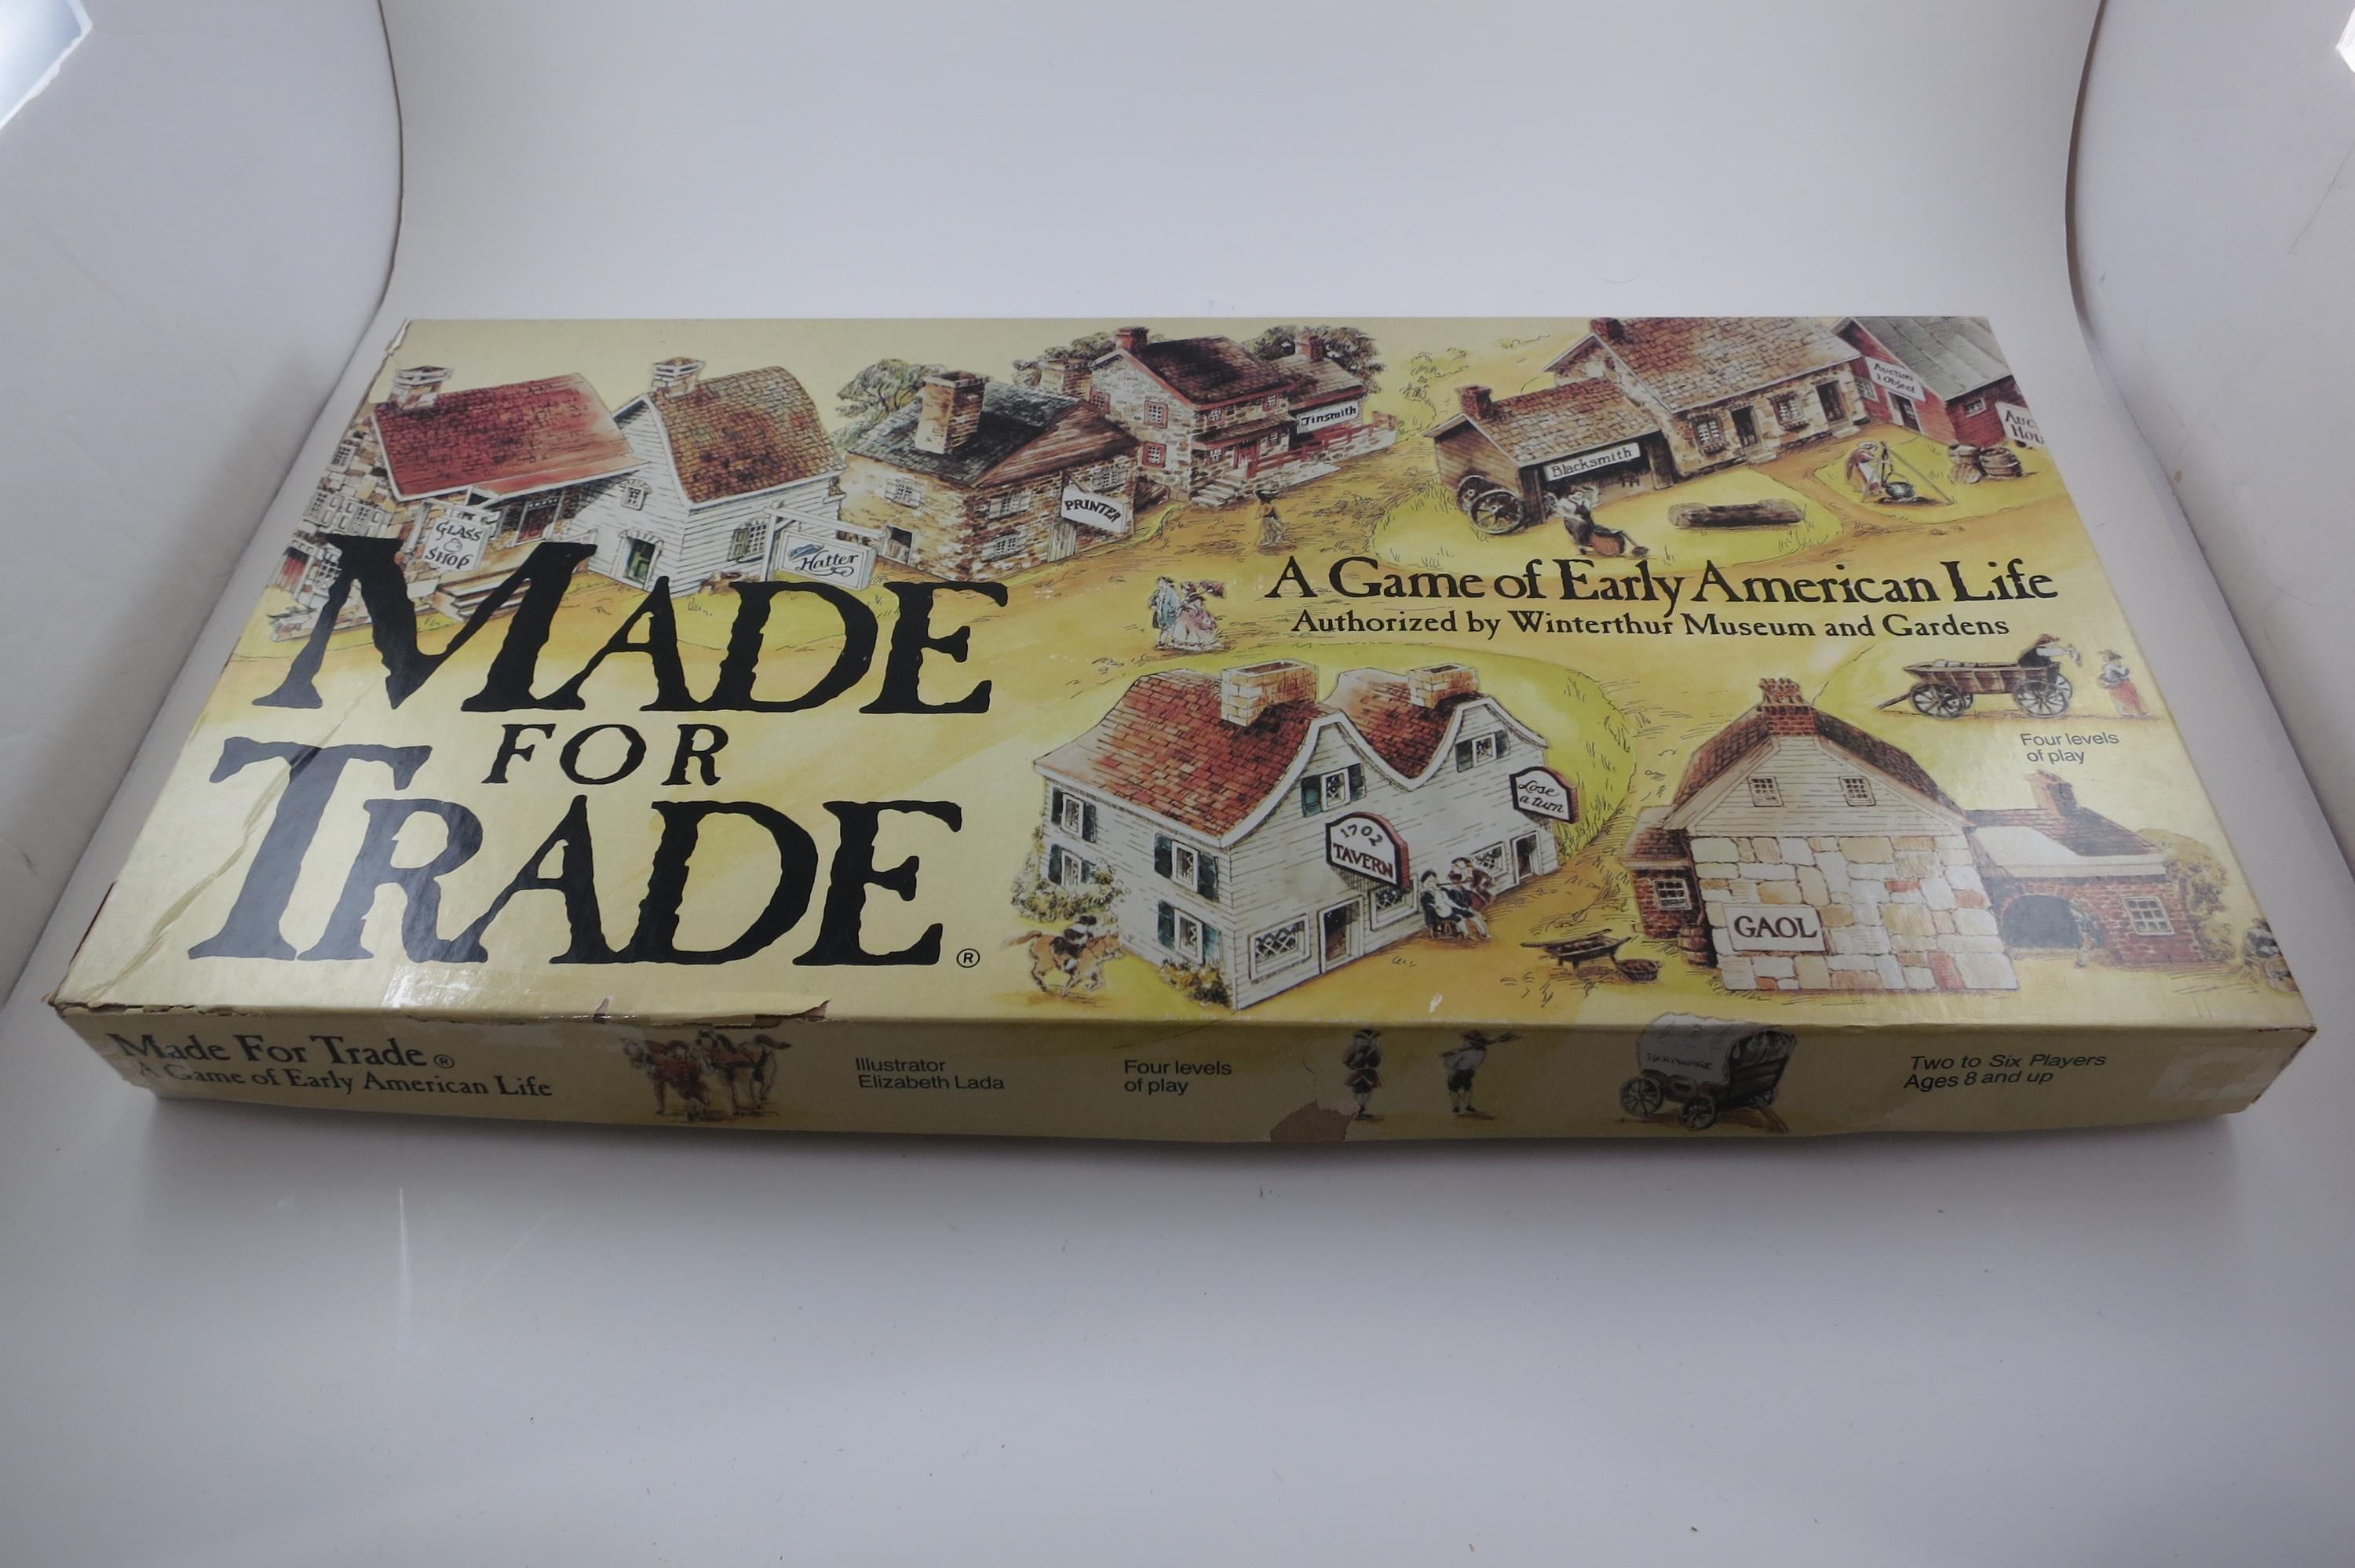 GLASS
& SHOP
Hatter
PRINTER
Tinsmith
Blacksmith
Auction
1 Object
MADE
FOR
TRADE®
A Game of Early American Life
Authorized by Winterthur Museum and Gardens
Four levels
of play
1702
TAVERN
Lose
a turn
GAOL
Made For Trade®
A Game of Early American Life
Illustrator
Elizabeth Lada
Four levels
of play
Two to Six Players
Ages 8 and up